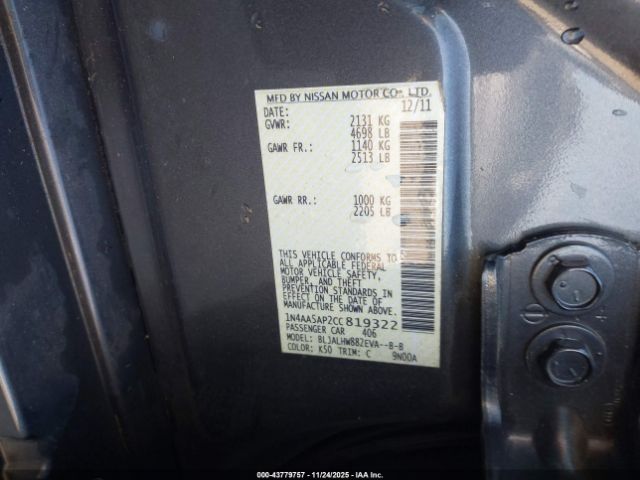 MFD BY NISSAN MOTOR CO., LTD.
DATE: 12/11
GVWR: 2131 KG
4698 LB
GAWR FR.: 1140 KG
2513 LB
GAWR RR.: 1000 KG
2205 LB
THIS VEHICLE CONFORMS TO
ALL APPLICABLE FEDERAL
MOTOR VEHICLE SAFETY,
BUMPER, AND THEFT
PREVENTION STANDARDS IN
EFFECT ON THE DATE OF
MANUFACTURE SHOWN ABOVE.
1N4AA5AP2CC819322
PASSENGER CAR 406
MODEL: BLJALHW882EVA--B-B
COLOR: K50 TRIM: C 9N00A
000-43779757 - 11/24/2025 - IAA Inc.